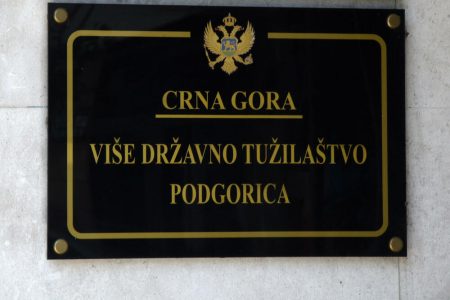 CRNA GORA
VIŠE DRŽAVNO TUŽILAŠTVO
PODGORICA